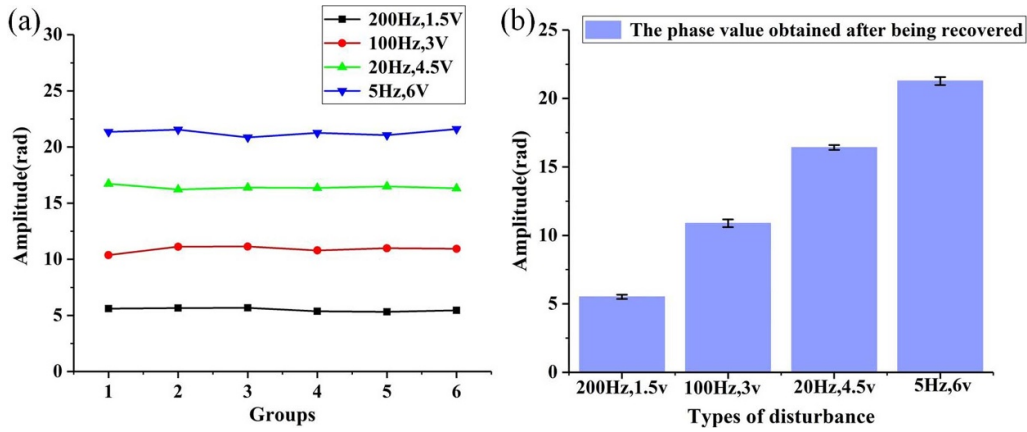 (a)
30
25
20
15
10
5
0
Amplitude(rad)
200Hz,1.5V
100Hz,3V
20Hz,4.5V
5Hz,6V
1 2 3 4 5 6
Groups
(b)
25
20
15
10
5
0
Amplitude(rad)
The phase value obtained after being recovered
200Hz,1.5v 100Hz,3v 20Hz,4.5v 5Hz,6v
Types of disturbance